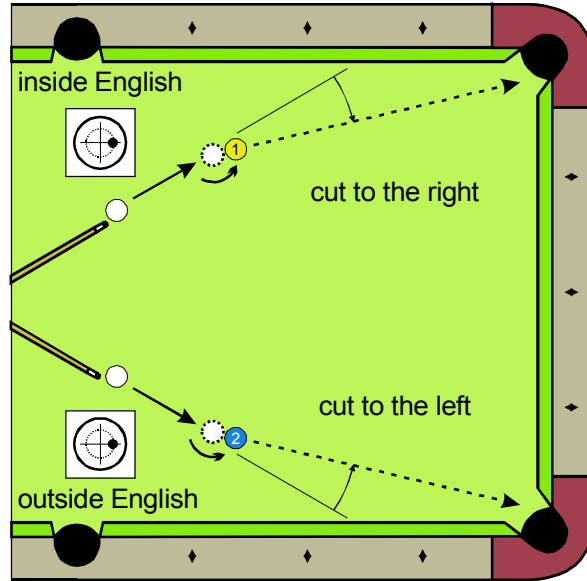 inside English
1
cut to the right
cut to the left
2
outside English